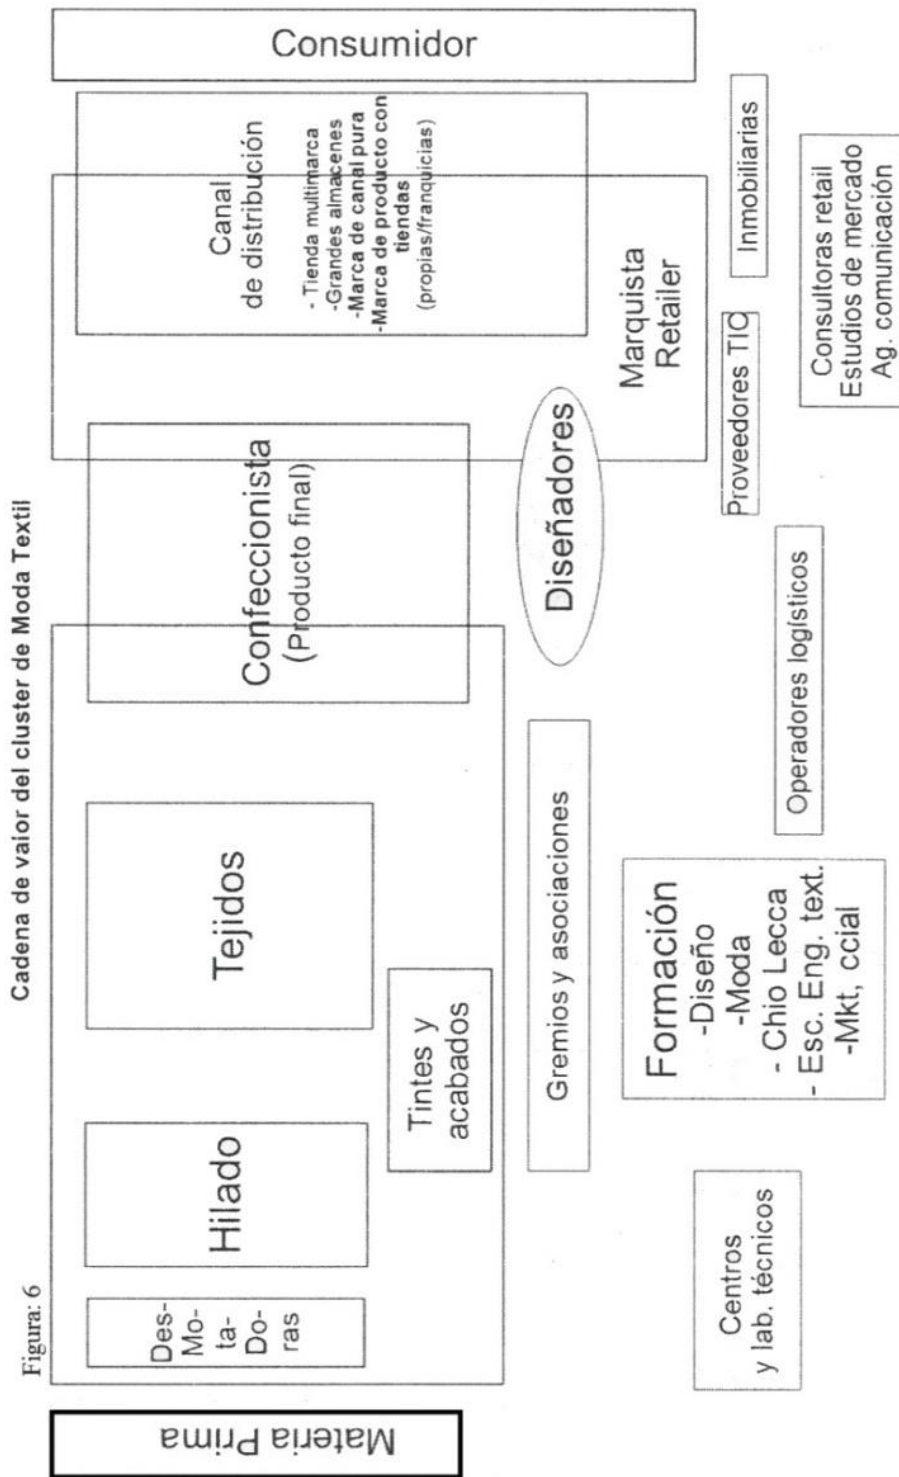 Figura: 6
Cadena de vaior del cluster de Moda Textil
Materia Prima
Des-
Mo-
ta-
Do-
ras
Hilado
Tejidos
Tintes y
acabados
Confeccionista
(Producto final)
Canal
de distribución
- Tienda multimarca
-Grandes almacenes
-Marca de canal pura
-Marca de producto con
tiendas
(propias/franquicias)
Consumidor
Marquista
Retailer
Diseñadores
Gremios y asociaciones
Centros
y lab. técnicos
Formación
-Diseño
-Moda
- Chio Lecca
- Esc. Eng. text.
-Mkt, ccial
Operadores logísticos
Proveedores TIC
Inmobiliarias
Consultoras retail
Estudios de mercado
Ag. comunicación